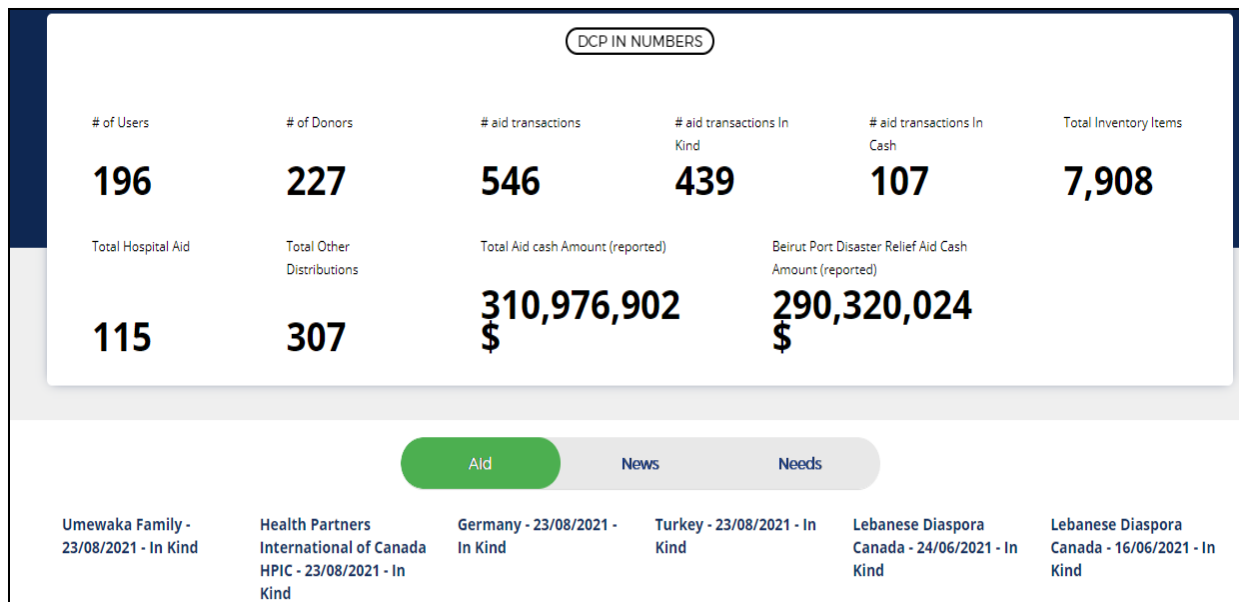 DCP IN NUMBERS
# of Users
196
# of Donors
227
# aid transactions
546
# aid transactions In
Kind
439
# aid transactions In
Cash
107
Total Inventory Items
7,908
Total Hospital Aid
115
Total Other
Distributions
307
Total Aid cash Amount (reported)
310,976,902
$
Beirut Port Disaster Relief Aid Cash
Amount (reported)
290,320,024
$
Aid
News
Needs
Umewaka Family -
23/08/2021 - In Kind
Health Partners
International of Canada
HPIC - 23/08/2021 - In
Kind
Germany - 23/08/2021 -
In Kind
Turkey - 23/08/2021 - In
Kind
Lebanese Diaspora
Canada - 24/06/2021 - In
Kind
Lebanese Diaspora
Canada - 16/06/2021 - In
Kind